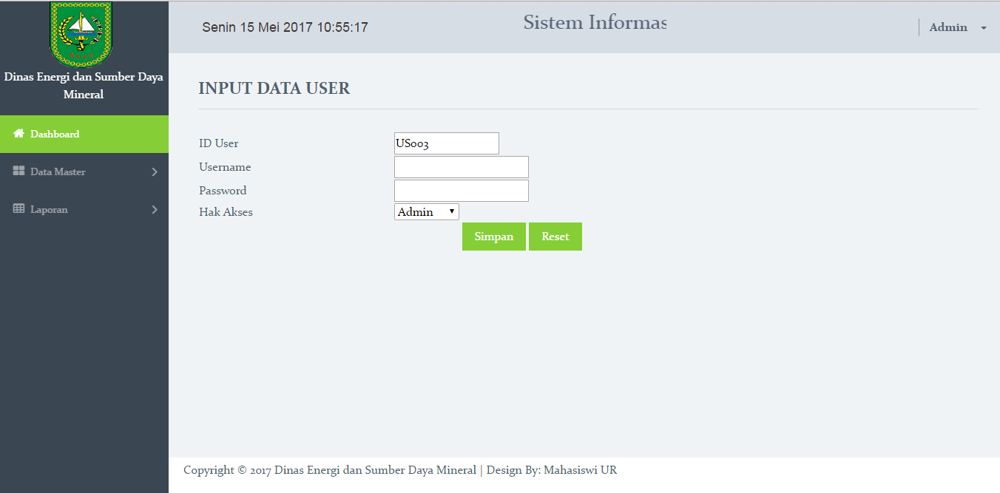 Dinas Energi dan Sumber Daya
Mineral
Dashboard
Data Master
Laporan
Senin 15 Mei 2017 10:55:17
Sistem Informas
Admin
INPUT DATA USER
ID User US003
Username
Password
Hak Akses Admin
Simpan Reset
Copyright © 2017 Dinas Energi dan Sumber Daya Mineral | Design By: Mahasiswi UR